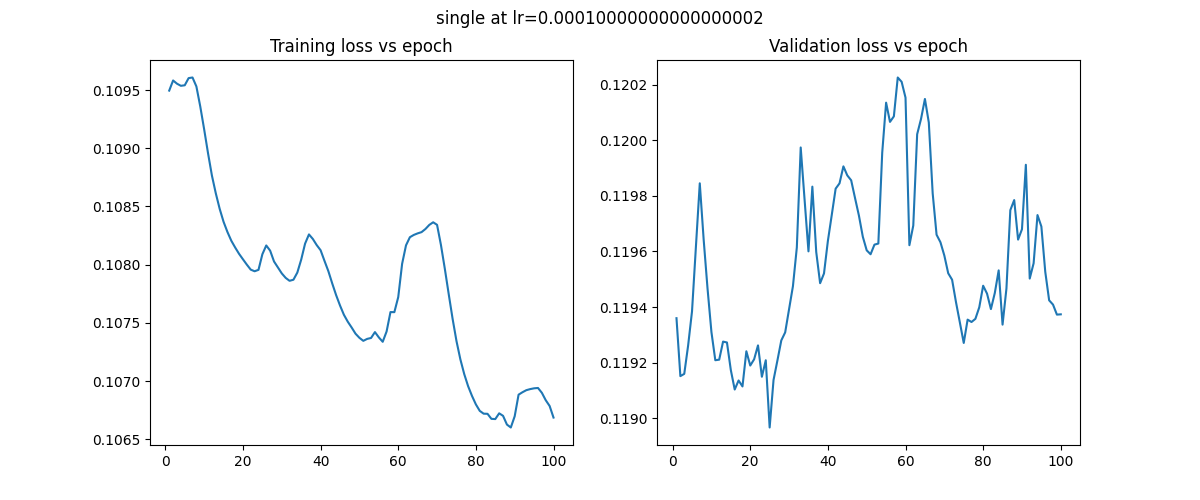 single at lr=0.00010000000000000002
Training loss vs epoch
Validation loss vs epoch
0.1095
0.1090
0.1085
0.1080
0.1075
0.1070
0.1065
0 20 40 60 80 100
0.1202
0.1200
0.1198
0.1196
0.1194
0.1192
0.1190
0 20 40 60 80 100